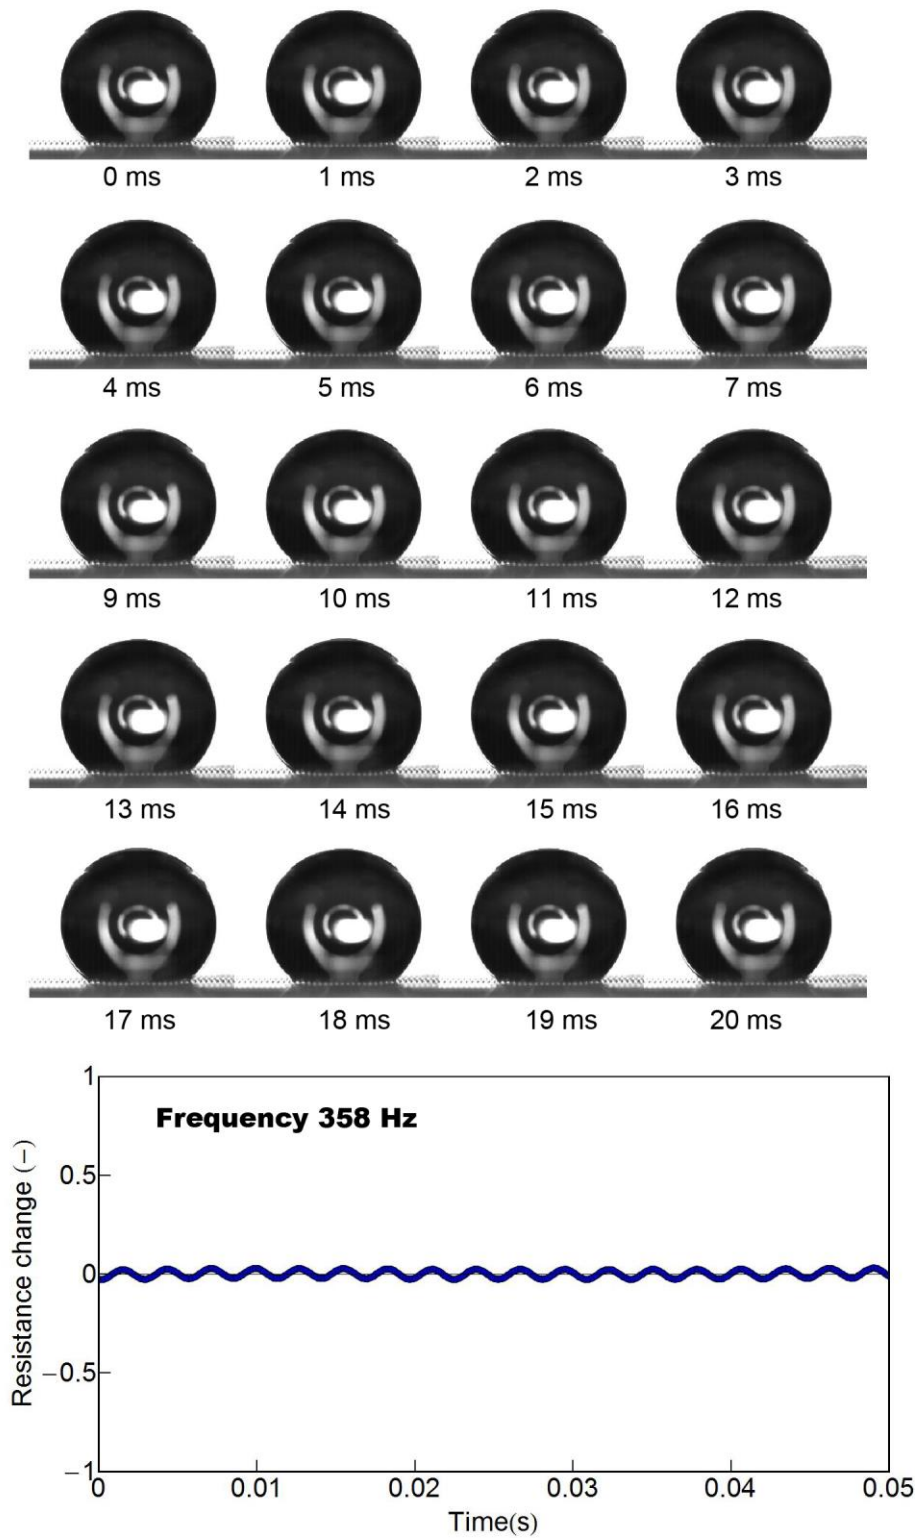 0 ms 1 ms 2 ms 3 ms
4 ms 5 ms 6 ms 7 ms
9 ms 10 ms 11 ms 12 ms
13 ms 14 ms 15 ms 16 ms
17 ms 18 ms 19 ms 20 ms
Frequency 358 Hz
Resistance change (−)
1
0.5
0
−0.5
−1
0 0.01 0.02 0.03 0.04 0.05
Time(s)